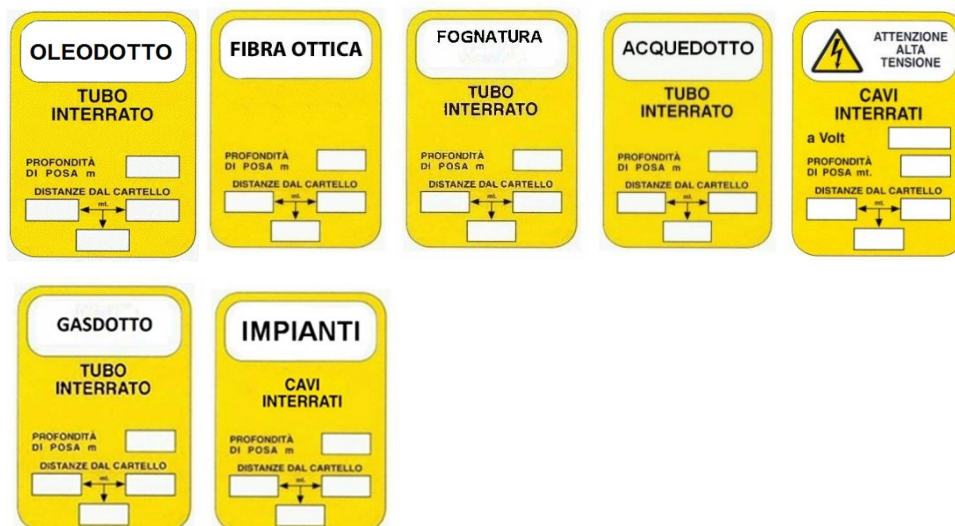 OLEODOTTO
TUBO
INTERRATO
PROFONDITÀ
DI POSA m
DISTANZE DAL CARTELLO
mt.
FIBRA OTTICA
PROFONDITÀ
DI POSA m
DISTANZE DAL CARTELLO
mt.
FOGNATURA
TUBO
INTERRATO
PROFONDITÀ
DI POSA m
DISTANZE DAL CARTELLO
mt.
ACQUEDOTTO
TUBO
INTERRATO
PROFONDITÀ
DI POSA m
DISTANZE DAL CARTELLO
mt.
ATTENZIONE
ALTA
TENSIONE
CAVI
INTERRATI
a Volt
PROFONDITÀ
DI POSA mt.
DISTANZE DAL CARTELLO
mt.
GASDOTTO
TUBO
INTERRATO
PROFONDITÀ
DI POSA m
DISTANZE DAL CARTELLO
mt.
IMPIANTI
CAVI
INTERRATI
PROFONDITÀ
DI POSA m
DISTANZE DAL CARTELLO
mt.